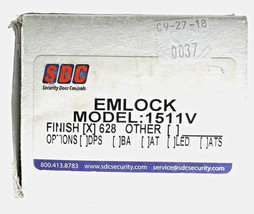 09-27-18
0037
SDC
Security Door Controls
EMLOCK
MODEL:1511V
FINISH [X] 628 OTHER [ ]
OPTIONS [ ]DPS [ ]BA [ ]AT [ ]LED [ ]ATS
800.413.8783 www.sdcsecurity.com service@sdcsecurity.com